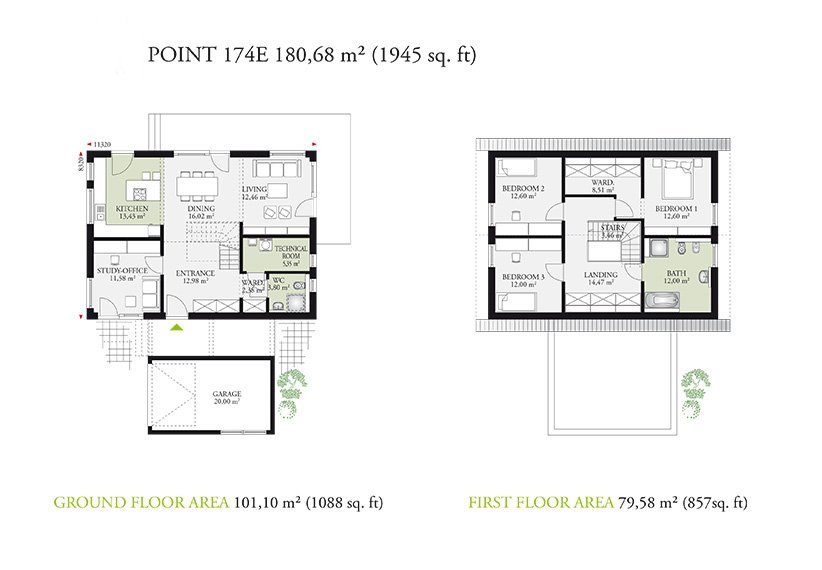 POINT 174E 180,68 m² (1945 sq. ft)
11320
8320
KITCHEN
13,43 m²
DINING
16,02 m²
LIVING
12,46 m²
TECHNICAL
ROOM
5,35 m²
STUDY-OFFICE
11,58 m²
ENTRANCE
12,98 m²
WARD.
2,38 m²
WC
3,80 m²
GARAGE
20.00 m²
BEDROOM 2
12,60 m²
WARD.
8,51 m²
BEDROOM 1
12,60 m²
STAIRS
3,40 m²
BEDROOM 3
12.00 m²
LANDING
14,47 m²
BATH
12,00 m²
GROUND FLOOR AREA 101,10 m² (1088 sq. ft)
FIRST FLOOR AREA 79,58 m² (857sq. ft)